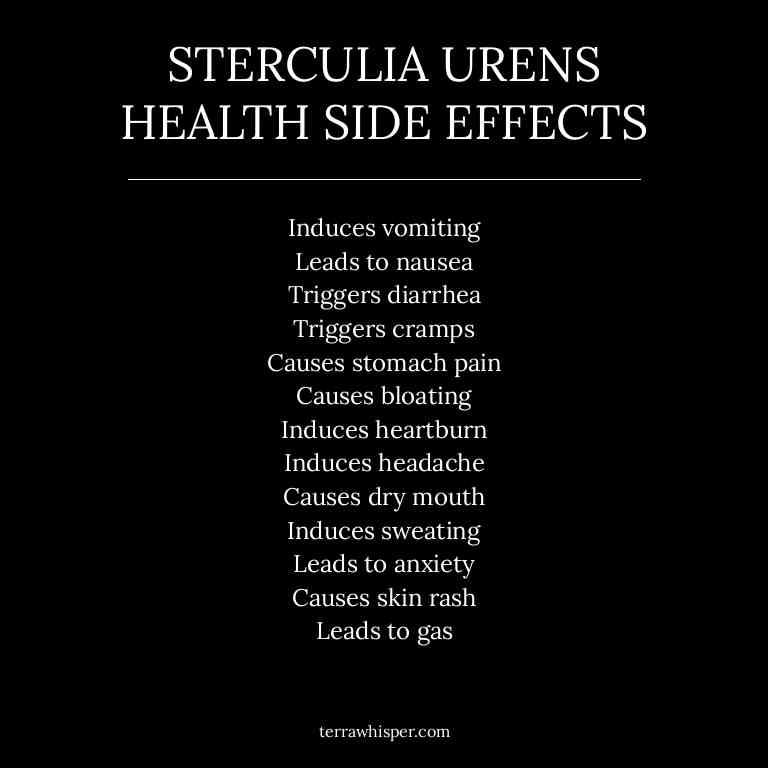 STERCULIA URENS
HEALTH SIDE EFFECTS
Induces vomiting
Leads to nausea
Triggers diarrhea
Triggers cramps
Causes stomach pain
Causes bloating
Induces heartburn
Induces headache
Causes dry mouth
Induces sweating
Leads to anxiety
Causes skin rash
Leads to gas
terrawhisper.com